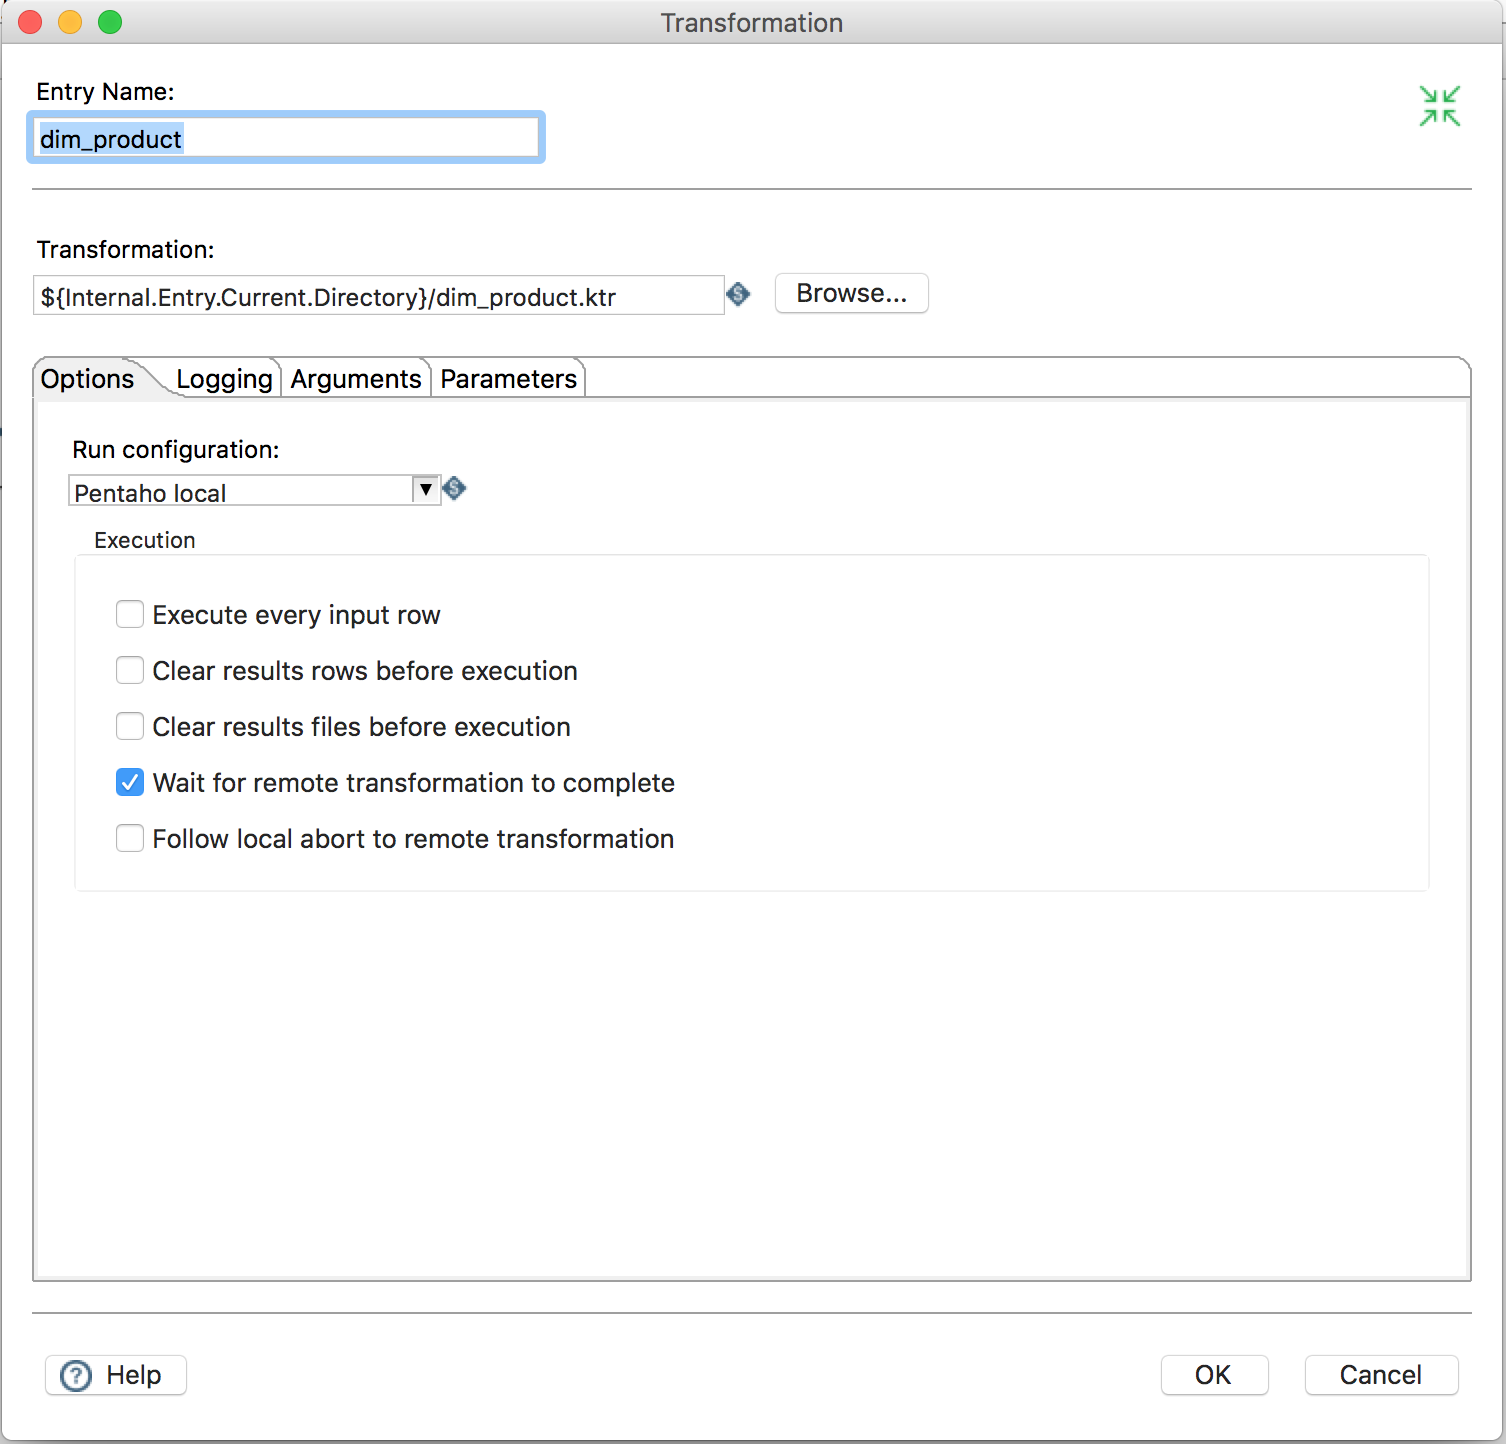 Transformation
Entry Name:
dim_product
Transformation:
${Internal.Entry.Current.Directory}/dim_product.ktr
Browse...
Options Logging Arguments Parameters
Run configuration:
Pentaho local
Execution
Execute every input row
Clear results rows before execution
Clear results files before execution
Wait for remote transformation to complete
Follow local abort to remote transformation
Help OK Cancel